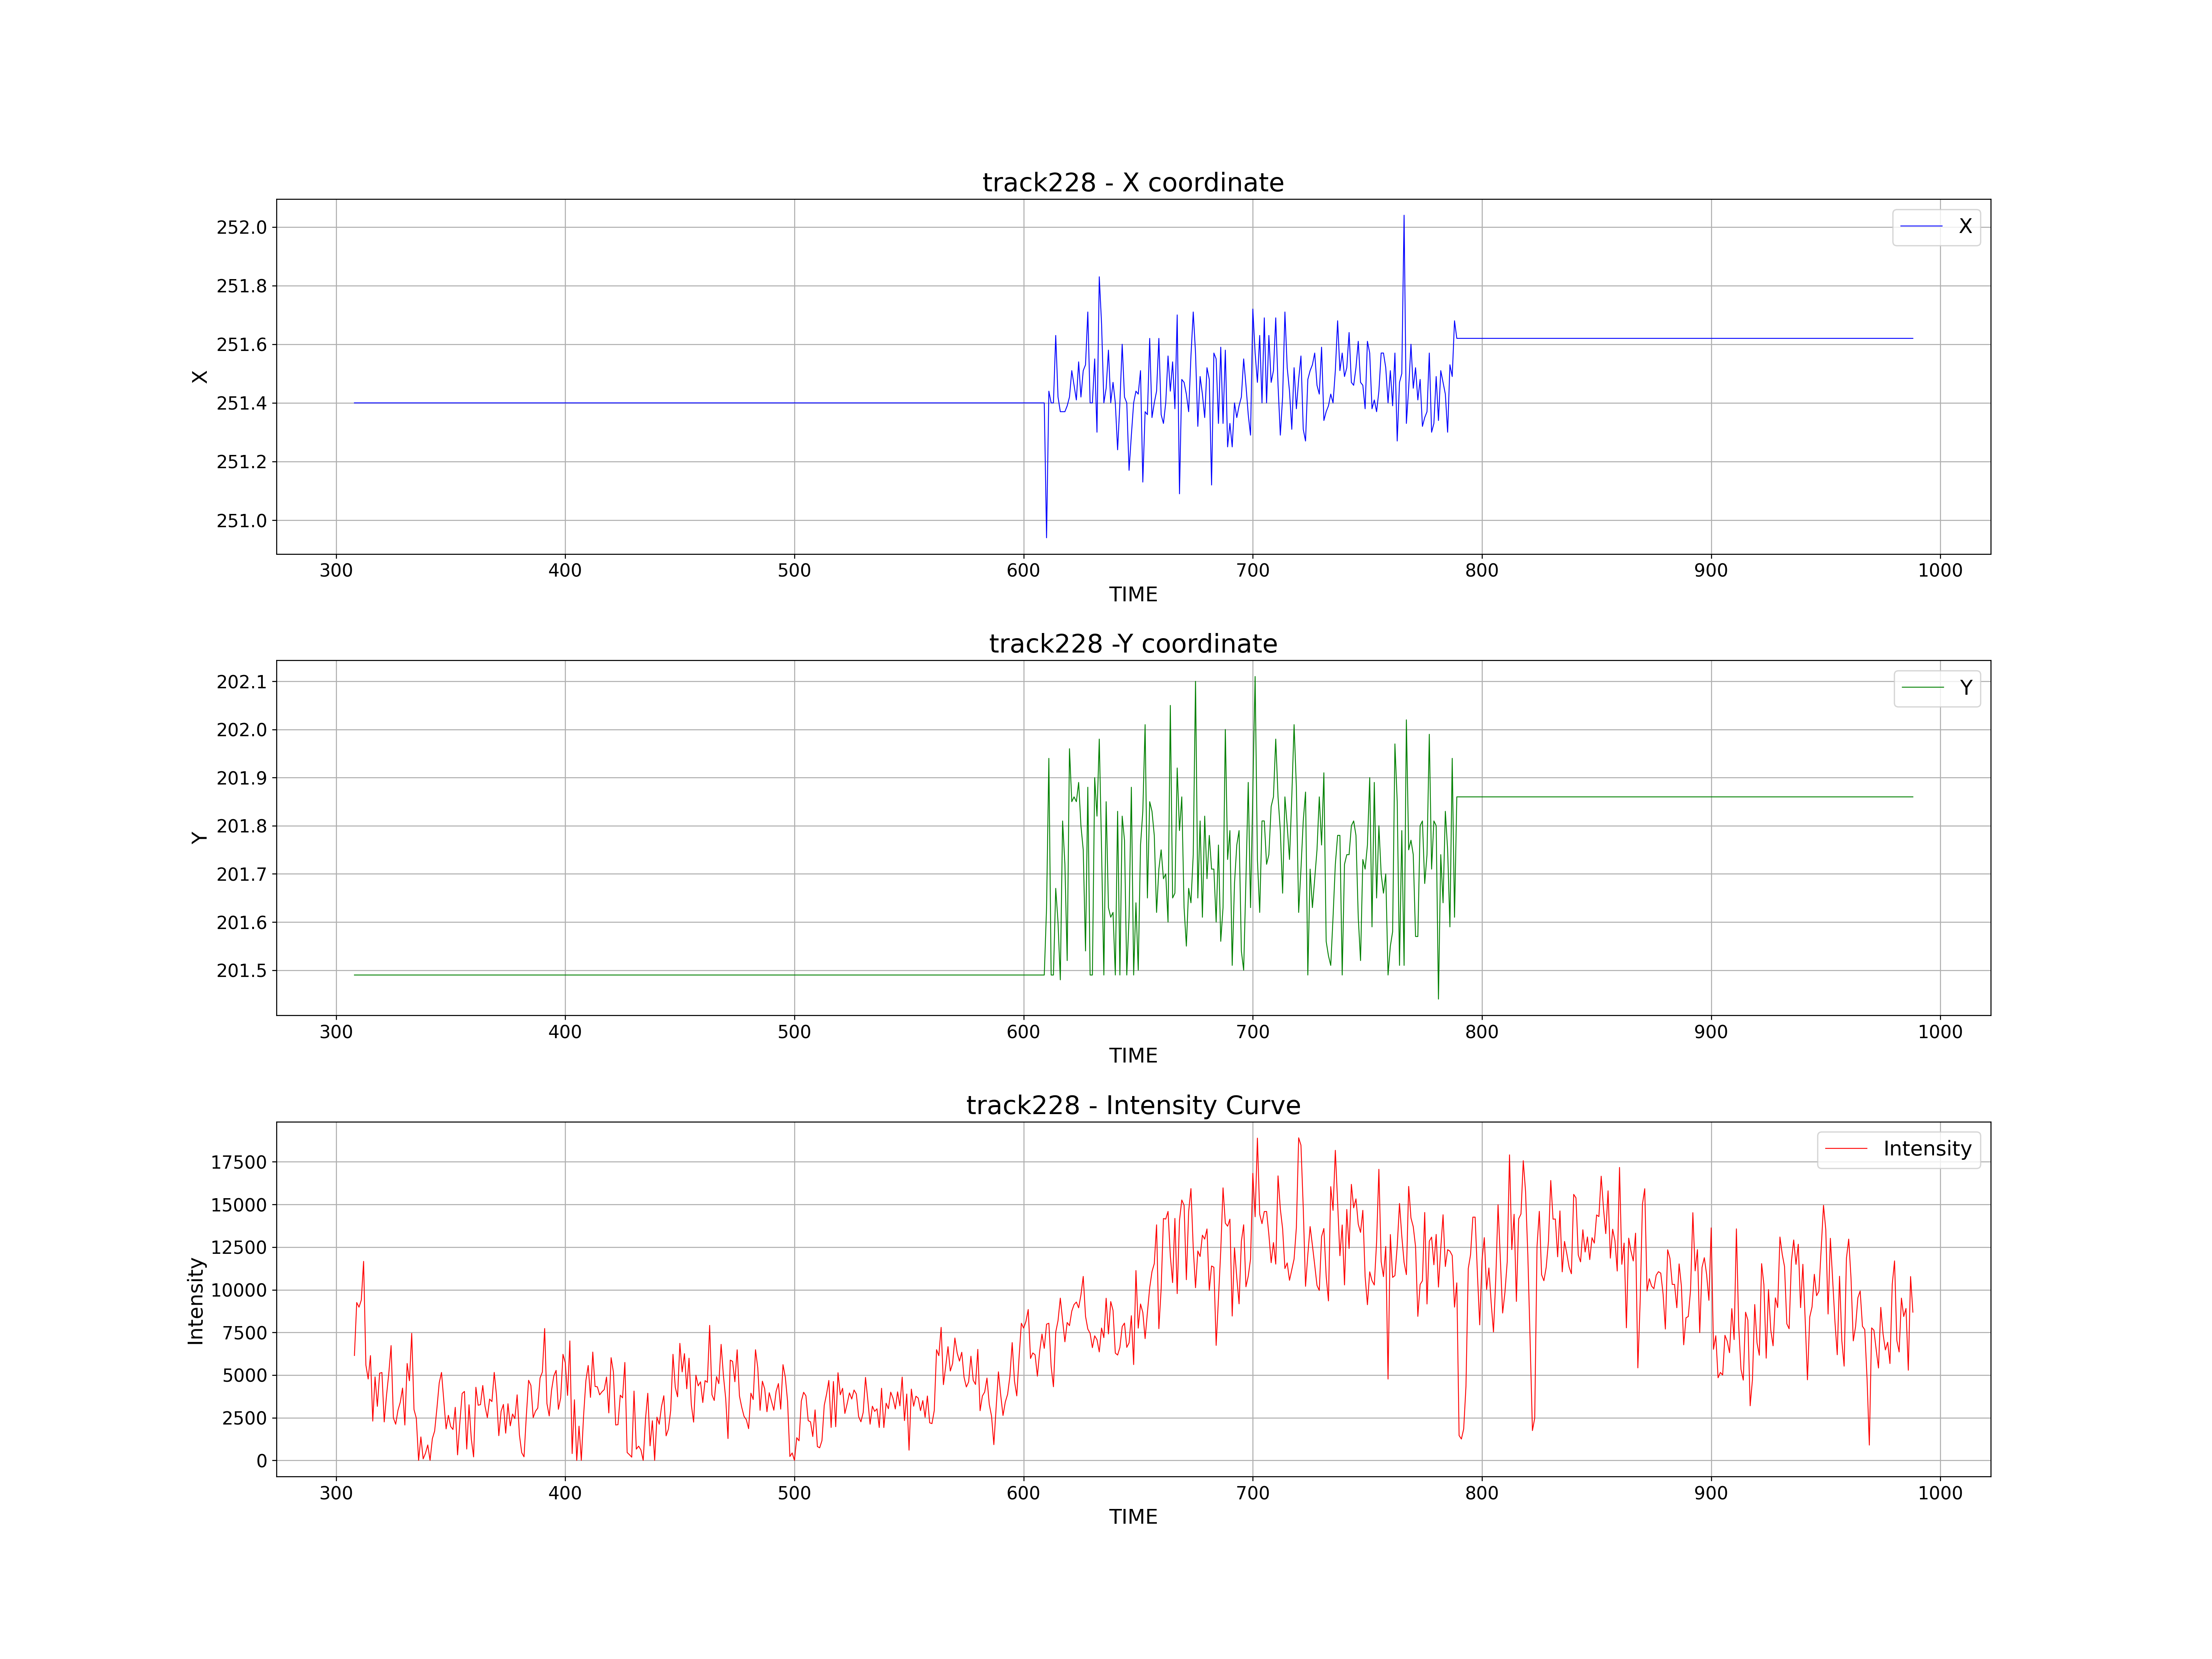 track228 - X coordinate
X
252.0
251.8
251.6
251.4
251.2
251.0
X
300 400 500 600 700 800 900 1000
TIME
track228 -Y coordinate
Y
202.1
202.0
201.9
201.8
201.7
201.6
201.5
Y
300 400 500 600 700 800 900 1000
TIME
track228 - Intensity Curve
Intensity
17500
15000
12500
10000
7500
5000
2500
0
Intensity
300 400 500 600 700 800 900 1000
TIME